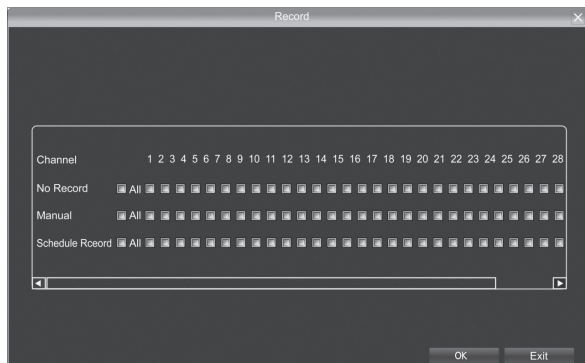 Record
Channel 1 2 3 4 5 6 7 8 9 10 11 12 13 14 15 16 17 18 19 20 21 22 23 24 25 26 27 28
No Record All
Manual All
Schedule Rceord All
OK Exit